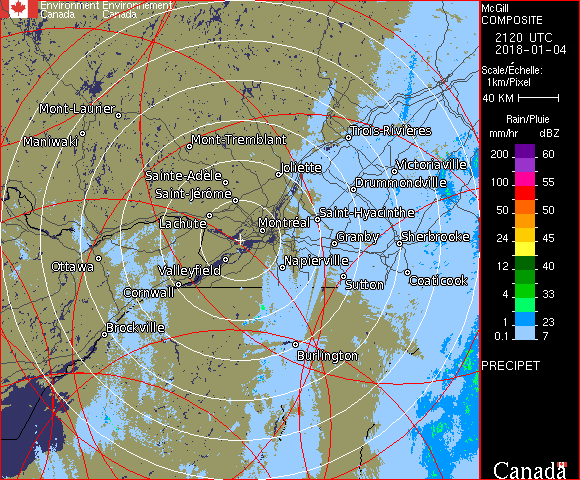 Environment Environnement
Canada Canada
McGill
COMPOSITE
2120 UTC
2018-01-04
Scale/Échelle:
1km/Pixel
40 KM
Rain/Pluie
mm/hr dBZ
200 60
55
100 55
50 50
24 45
12 40
4 33
1 23
0.1 7
PRECIPET
Canada
Mont-Laurier
Maniwaki
Mont-Tremblant
Trois-Rivières
Joliette
Victoriaville
Sainte-Adèle
Drummondville
Saint-Jérôme
Saint-Hyacinthe
Lachute
Montréal
Granby
Sherbrooke
Ottawa
Valleyfield
Napierville
Sutton
Coaticook
Cornwall
Brockville
Burlington